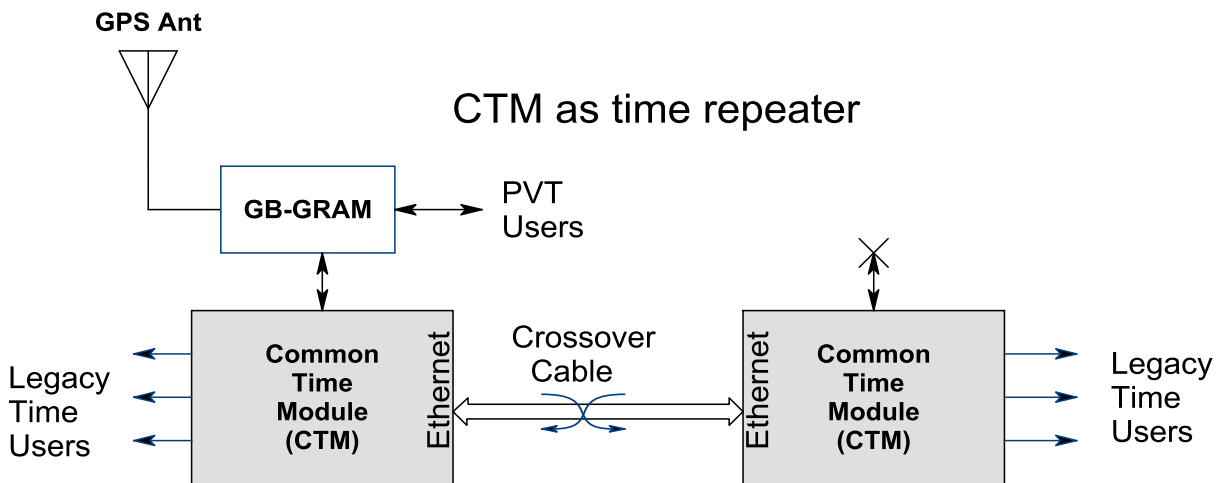 GPS Ant
CTM as time repeater
GB-GRAM
PVT
Users
Legacy
Time
Users
Common
Time
Module
(CTM)
Ethernet
Crossover
Cable
Ethernet
Common
Time
Module
(CTM)
Legacy
Time
Users